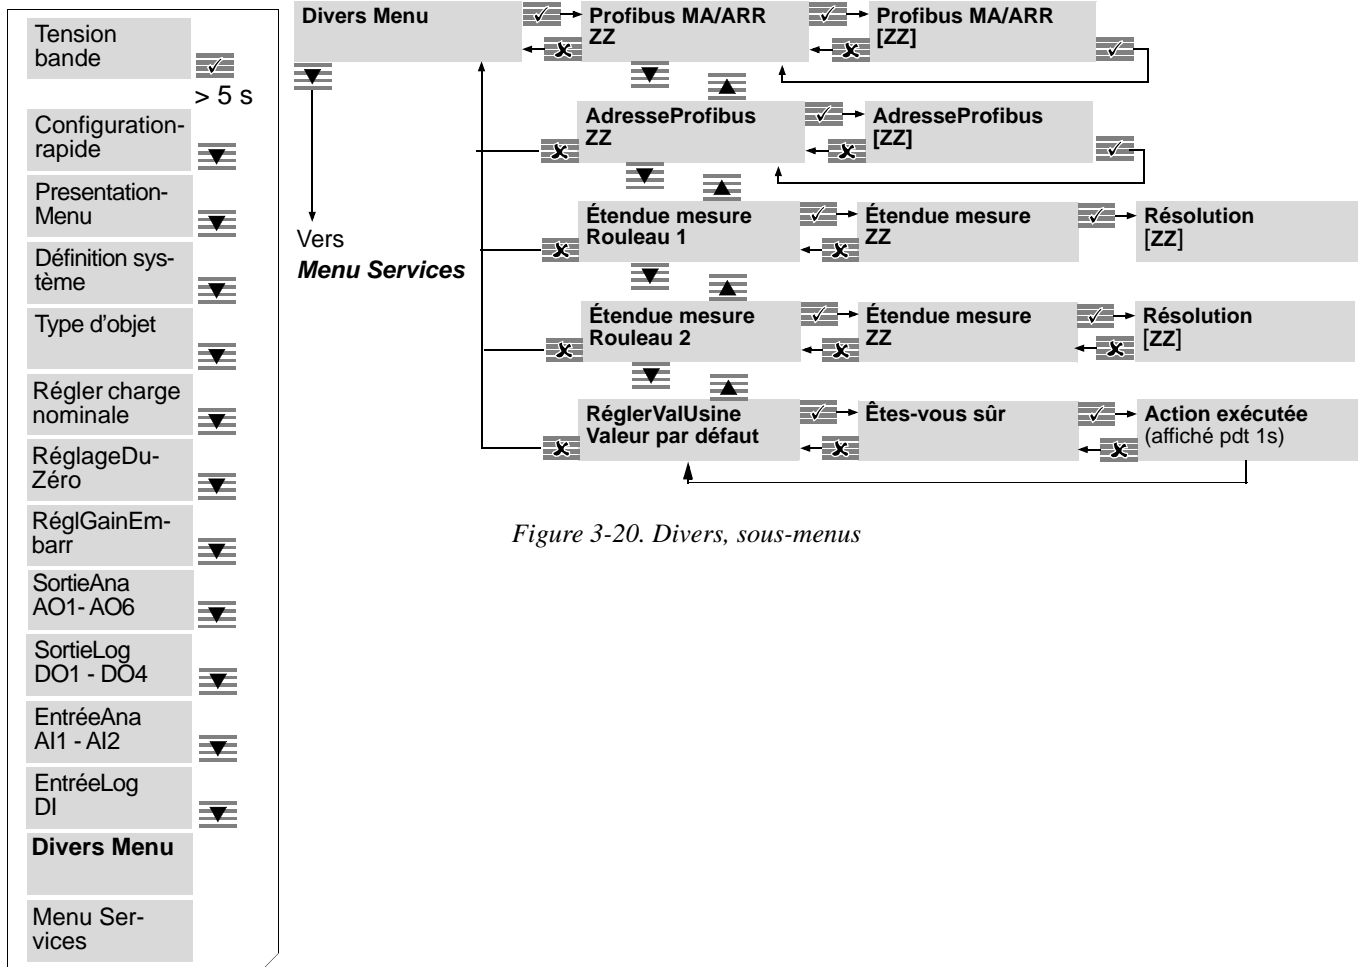 Tension
bande
> 5 s
Configuration-
rapide
Presentation-
Menu
Définition sys-
tème
Type d'objet
Régler charge
nominale
RéglageDu-
Zéro
RéglGainEm-
barr
SortieAna
AO1- AO6
SortieLog
DO1 - DO4
EntréeAna
AI1 - AI2
EntréeLog
DI
Divers Menu
Menu Ser-
vices
Divers Menu
Vers
Menu Services
Profibus MA/ARR
ZZ
Profibus MA/ARR
[ZZ]
AdresseProfibus
ZZ
AdresseProfibus
[ZZ]
Étendue mesure
Rouleau 1
Étendue mesure
ZZ
Résolution
[ZZ]
Étendue mesure
Rouleau 2
Étendue mesure
ZZ
Résolution
[ZZ]
RéglerValUsine
Valeur par défaut
Êtes-vous sûr
Action exécutée
(affiché pdt 1s)
Figure 3-20. Divers, sous-menus